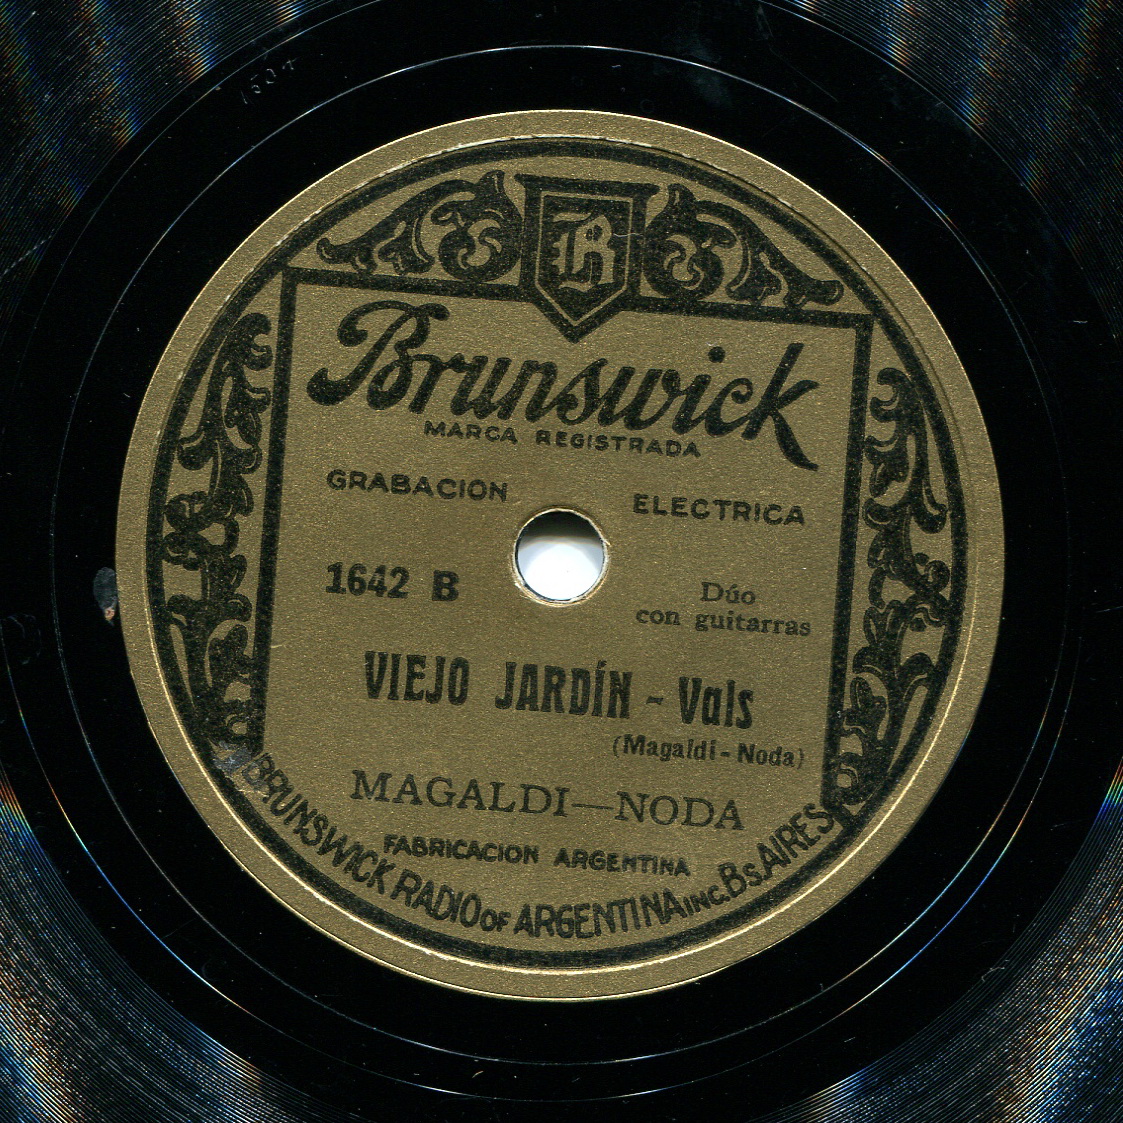 1504
B
Brunswick
MARCA REGISTRADA
GRABACION ELECTRICA
1642 B
Dúo
con guitarras
VIEJO JARDÍN - Vals
(Magaldi - Noda)
MAGALDI—NODA
FABRICACION ARGENTINA
BRUNSWICK RADIO OF ARGENTINA INC. Bs. AIRES